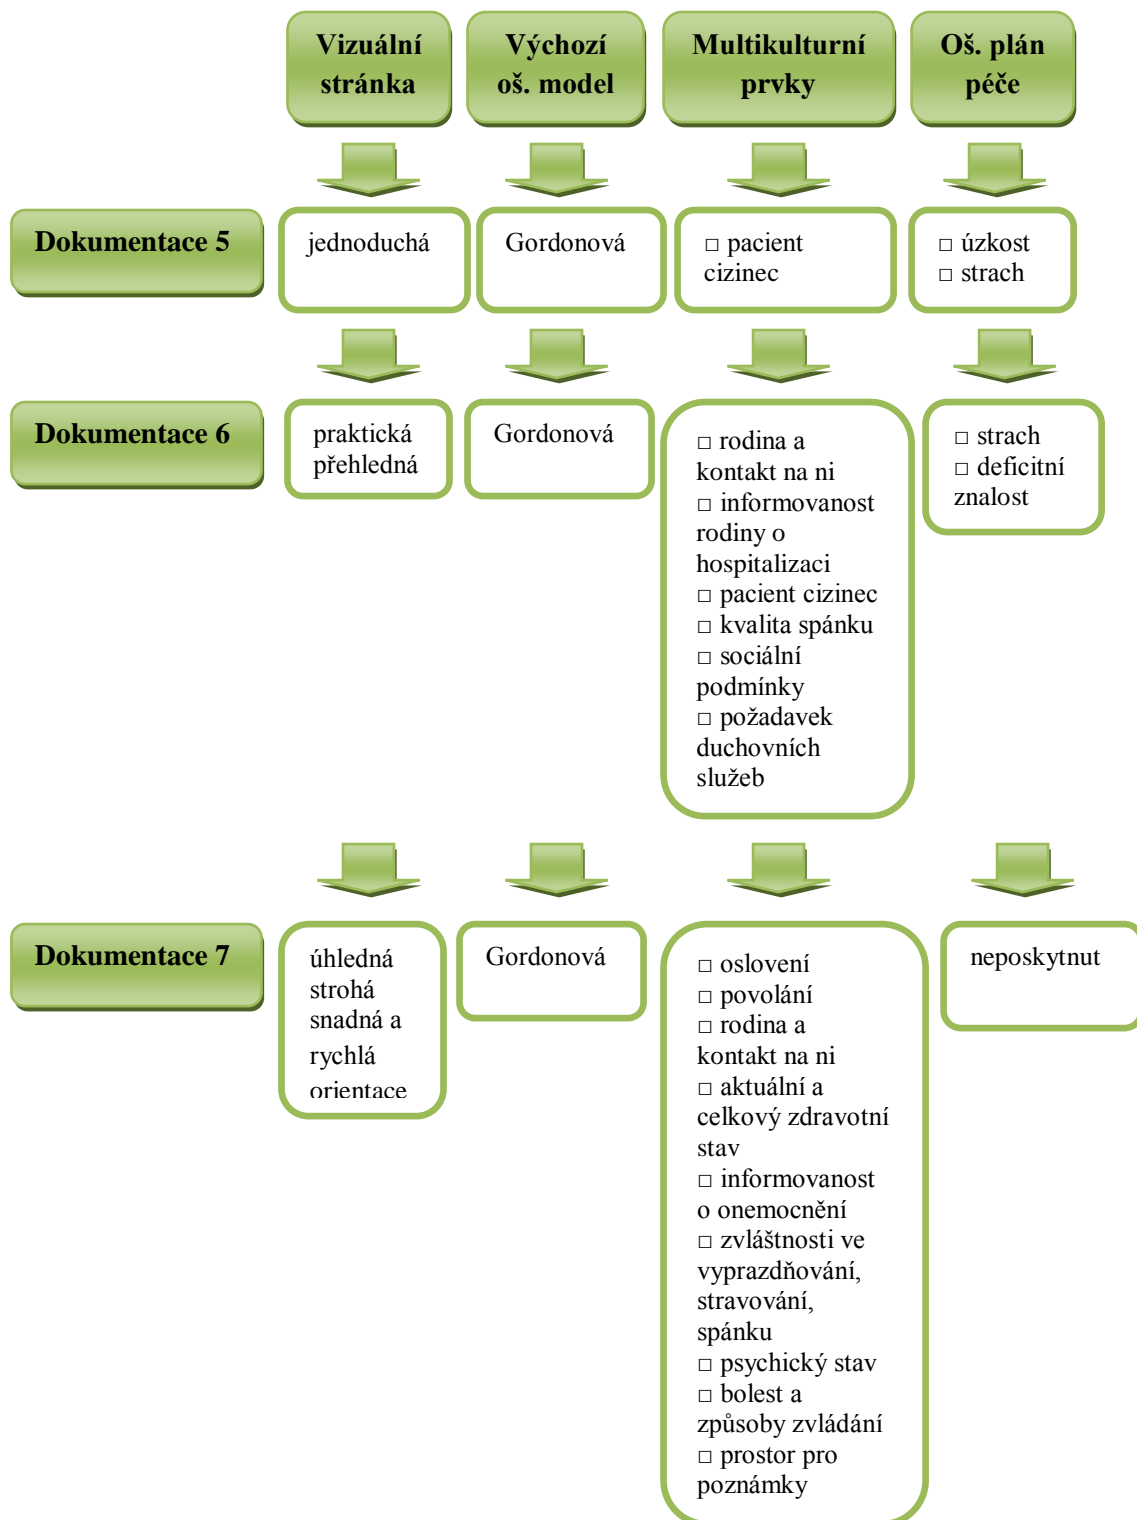 Vizuální
stránka
Výchozí
oš. model
Multikulturní
prvky
Oš. plán
péče
Dokumentace 5
jednoduchá
Gordonová
□ pacient
cizinec
□ úzkost
□ strach
Dokumentace 6
praktická
přehledná
Gordonová
□ rodina a
kontakt na ni
□ informovanost
rodiny o
hospitalizaci
□ pacient cizinec
□ kvalita spánku
□ sociální
podmínky
□ požadavek
duchovních
služeb
□ strach
□ deficitní
znalost
Dokumentace 7
úhledná
strohá
snadná a
rychlá
orientace
Gordonová
□ oslovení
□ povolání
□ rodina a
kontakt na ni
□ aktuální a
celkový zdravotní
stav
□ informovanost
o onemocnění
□ zvláštnosti ve
vyprazdňování,
stravování,
spánku
□ psychický stav
□ bolest a
způsoby zvládání
□ prostor pro
poznámky
neposkytnut